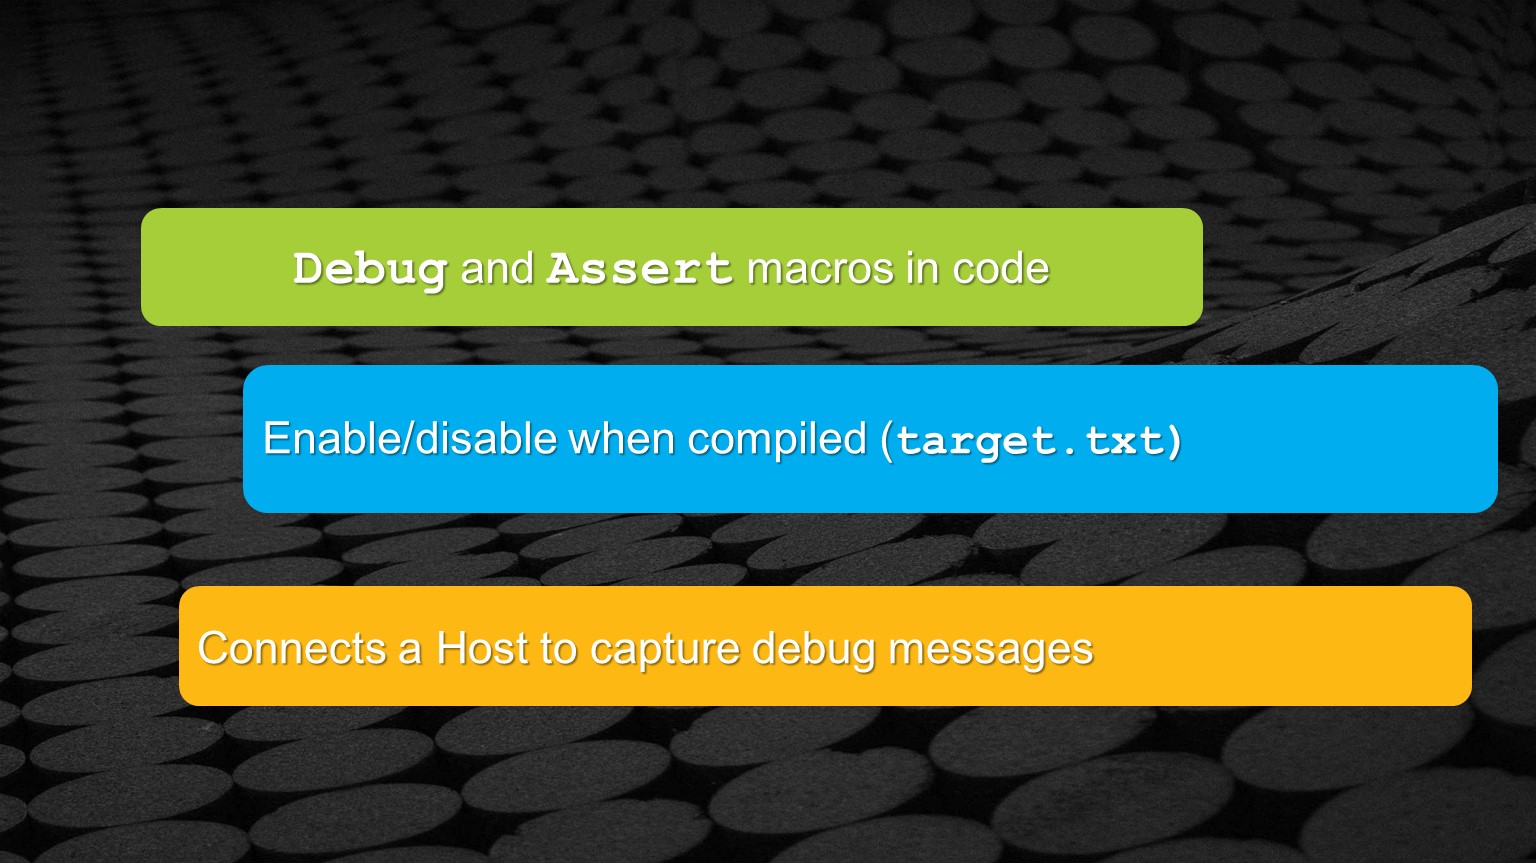 Debug and Assert macros in code
Enable/disable when compiled (target.txt)
Connects a Host to capture debug messages